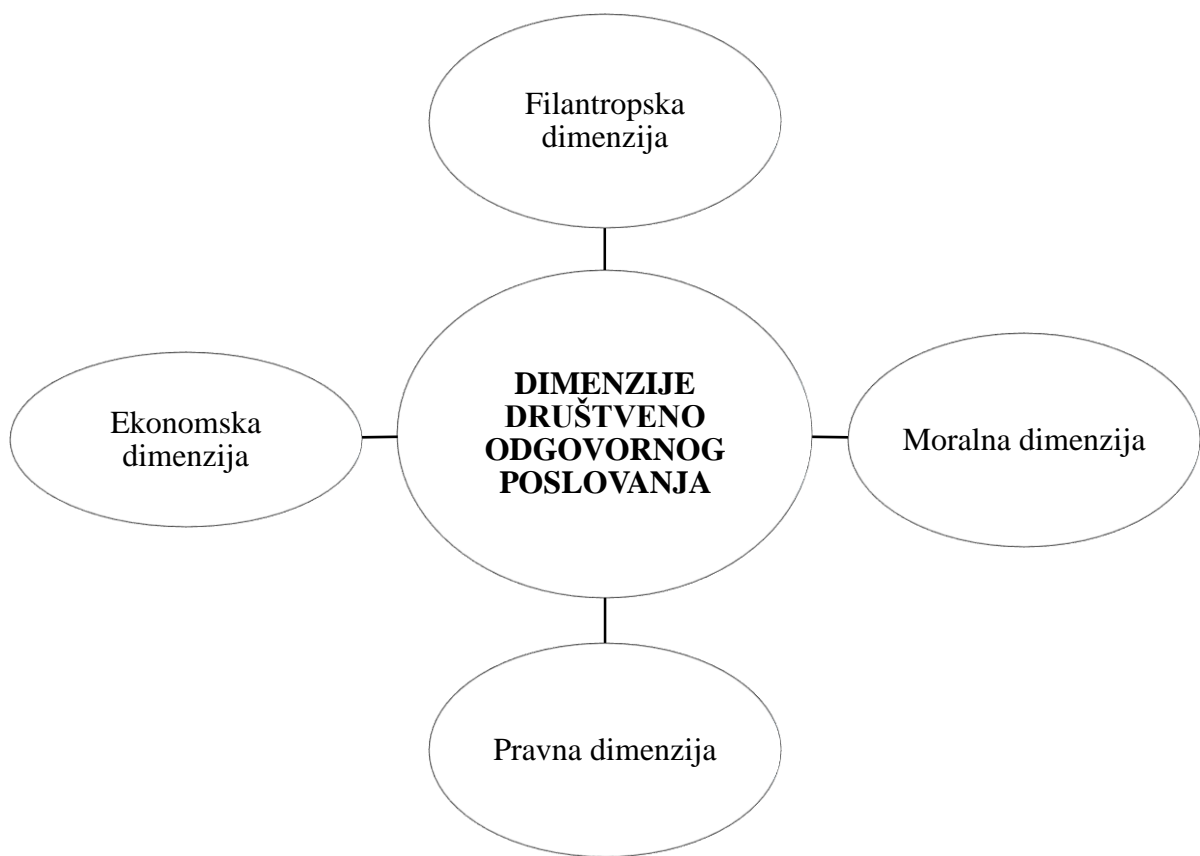 Filantropska
dimenzija
Ekonomska
dimenzija
DIMENZIJE
DRUŠTVENO
ODGOVORNOG
POSLOVANJA
Moralna dimenzija
Pravna dimenzija